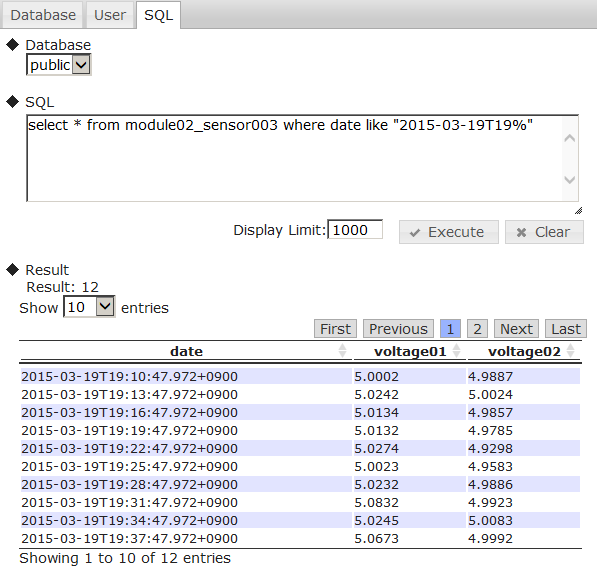 Database User SQL
Database
public
SQL
select * from module02_sensor003 where date like "2015-03-19T19%"
Display Limit: 1000 Execute Clear
Result
Result: 12
Show 10 entries
First Previous 1 2 Next Last
date voltage01 voltage02
2015-03-19T19:10:47.972+0900 5.0002 4.9887
2015-03-19T19:13:47.972+0900 5.0242 5.0024
2015-03-19T19:16:47.972+0900 5.0134 4.9857
2015-03-19T19:19:47.972+0900 5.0132 4.9785
2015-03-19T19:22:47.972+0900 5.0274 4.9298
2015-03-19T19:25:47.972+0900 5.0023 4.9583
2015-03-19T19:28:47.972+0900 5.0232 4.9886
2015-03-19T19:31:47.972+0900 5.0832 4.9923
2015-03-19T19:34:47.972+0900 5.0245 5.0083
2015-03-19T19:37:47.972+0900 5.0673 4.9992
Showing 1 to 10 of 12 entries